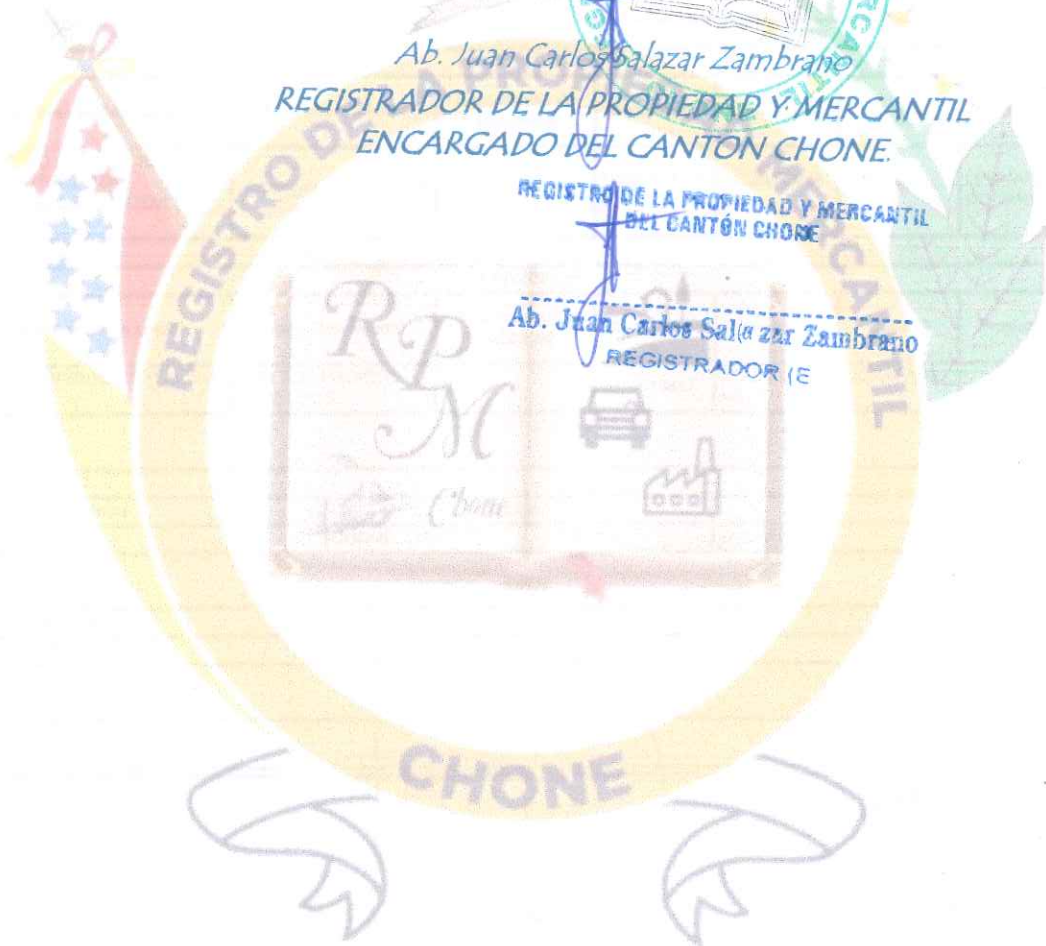 Ab. Juan Carlos Salazar Zambrano
REGISTRADOR DE LA PROPIEDAD Y MERCANTIL
ENCARGADO DEL CANTON CHONE.
REGISTRO DE LA PROPIEDAD Y MERCANTIL
DEL CANTÓN CHONE
Ab. Juan Carlos Sal(a zar Zambrano
REGISTRADOR (E
REGISTRO DE LA PROPIEDAD Y MERCANTIL
RPM
Chone
CHONE